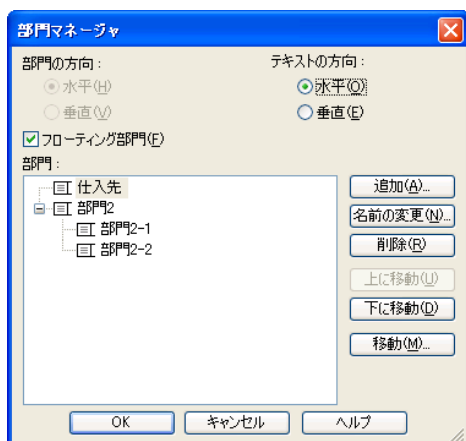 部門マネージャ
部門の方向： テキストの方向：
水平(H) 水平(O)
垂直(V) 垂直(E)
フローティング部門(F)
部門：
仕入先 追加(A)...
部門2 名前の変更(N)...
部門2-1
部門2-2 削除(R)
上に移動(U)
下に移動(D)
移動(M)...
OK キャンセル ヘルプ